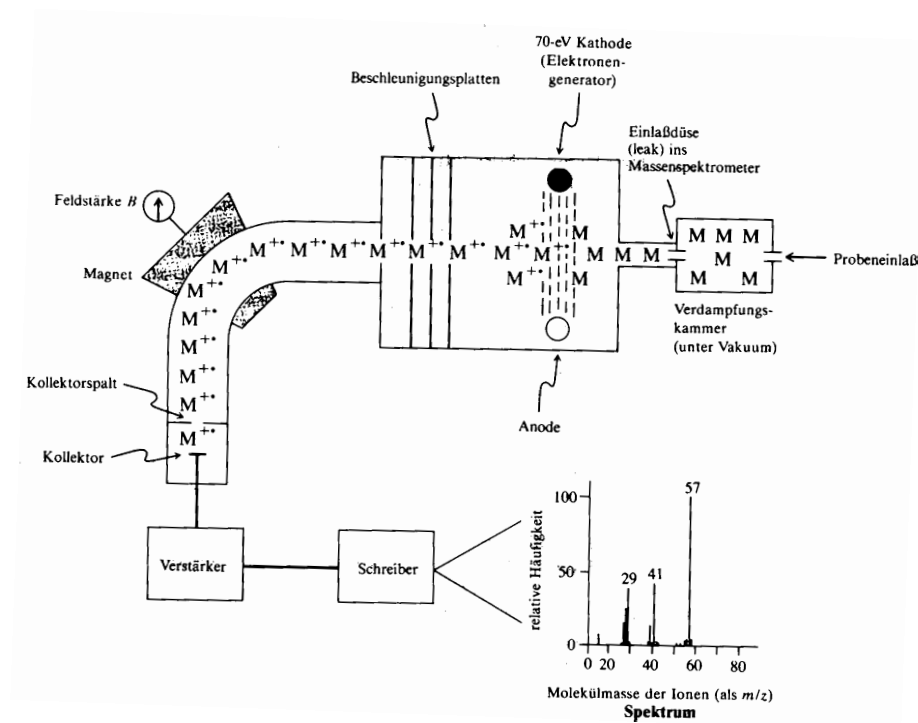 70-eV Kathode
(Elektronen-
generator)
Beschleunigungsplatten
Einlaßdüse
(leak) ins
Massenspektrometer
Feldstärke B
Magnet
M+• M+• M+• M+• M+• M+• M+• M+• M+• M M M M
M+• M
M+• M
M+•
M+•
M+•
M+•
M+•
M+•
M+•
M M M
M
M M
Probeneinlaß
Verdampfungs-
kammer
(unter Vakuum)
Kollektorspalt
Kollektor
Anode
Verstärker
Schreiber
relative Häufigkeit
100
50
0
29
41
57
0 20 40 60 80
Molekülmasse der Ionen (als m/z)
Spektrum